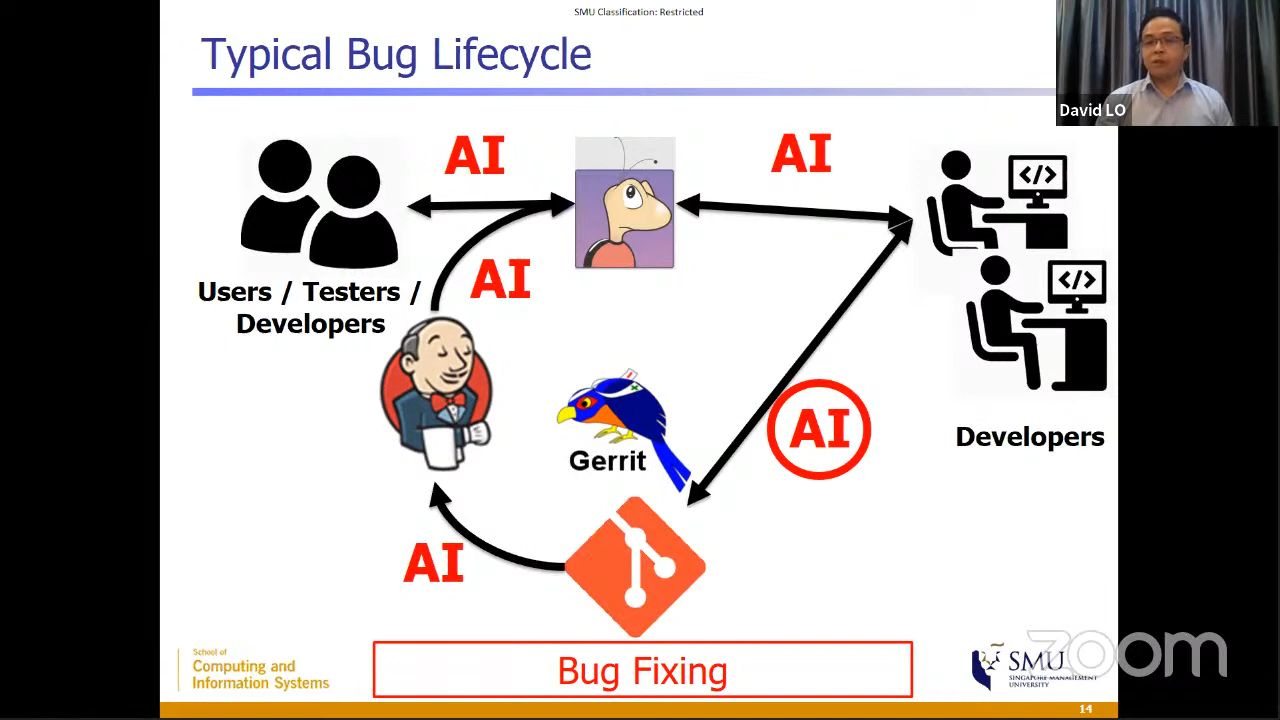 SMU Classification: Restricted
Typical Bug Lifecycle
David LO
AI
AI
</>
Users / Testers /
Developers
AI
</>
Gerrit
AI
Developers
AI
Bug Fixing
School of
Computing and
Information Systems
SMU
SINGAPORE MANAGEMENT
UNIVERSITY
zoom
14